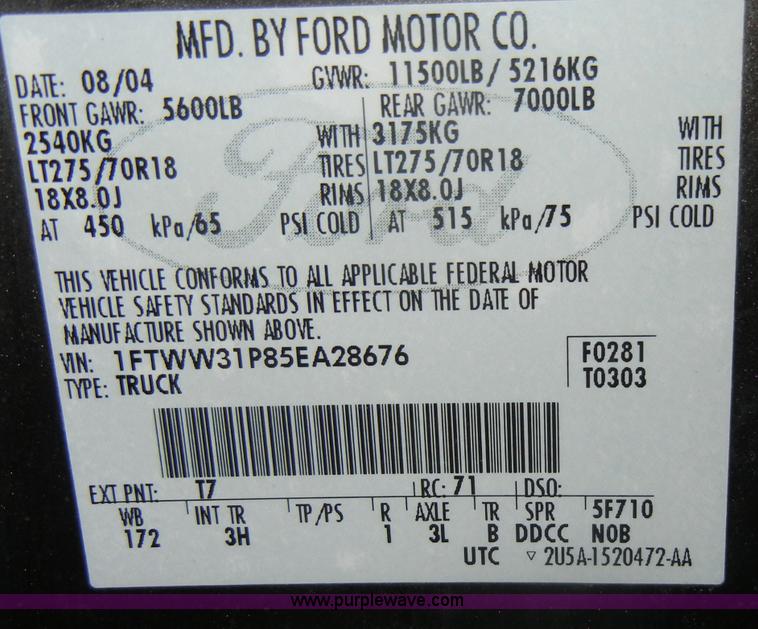 MFD. BY FORD MOTOR CO.
DATE: 08/04 GVWR: 11500LB/ 5216KG
FRONT GAWR: 5600LB REAR GAWR: 7000LB
2540KG WITH 3175KG WITH
LT275/70R18 TIRES LT275/70R18 TIRES
18X8.0J RIMS 18X8.0J RIMS
AT 450 kPa/65 PSI COLD AT 515 kPa/75 PSI COLD
Ford
THIS VEHICLE CONFORMS TO ALL APPLICABLE FEDERAL MOTOR
VEHICLE SAFETY STANDARDS IN EFFECT ON THE DATE OF
MANUFACTURE SHOWN ABOVE.
VIN: 1FTWW31P85EA28676 F0281
TYPE: TRUCK T0303
EXT PNT: T7 RC: 71 DSO:
WB INT TR TP/PS R AXLE TR SPR 5F710
172 3H 1 3L B DDCC NOB
UTC ▽ 2U5A-1520472-AA
www.purplewave.com